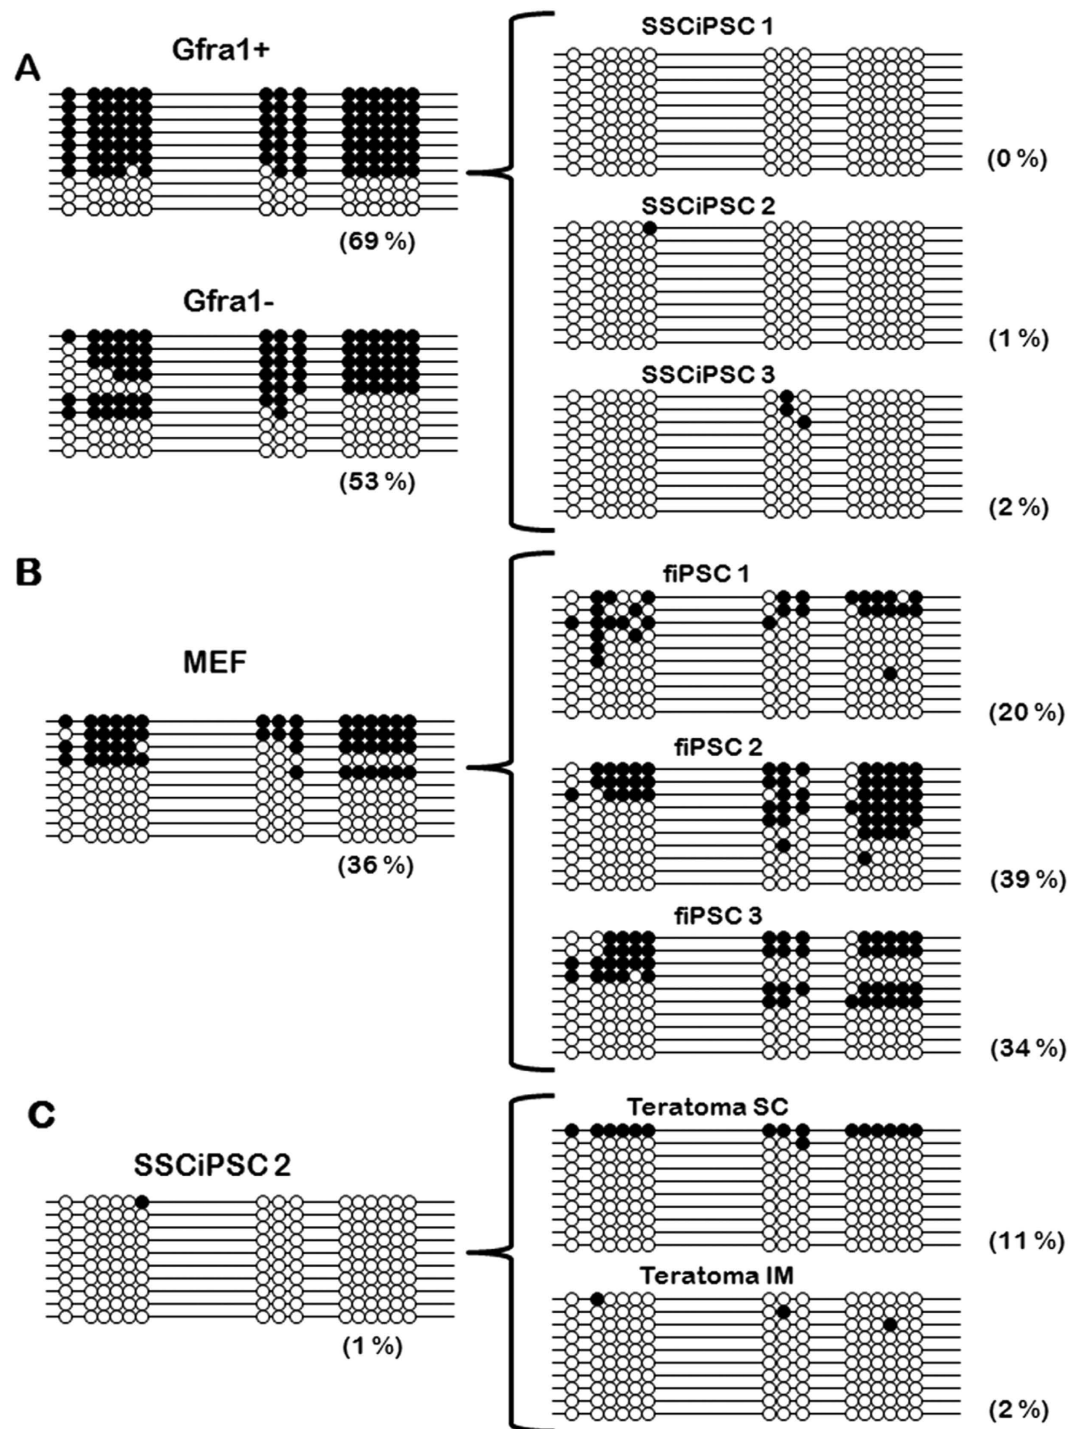 A
Gfra1+
(69 %)
Gfra1-
(53 %)
SSCiPSC 1
(0 %)
SSCiPSC 2
(1 %)
SSCiPSC 3
(2 %)
B
MEF
(36 %)
fiPSC 1
(20 %)
fiPSC 2
(39 %)
fiPSC 3
(34 %)
C
SSCiPSC 2
(1 %)
Teratoma SC
(11 %)
Teratoma IM
(2 %)